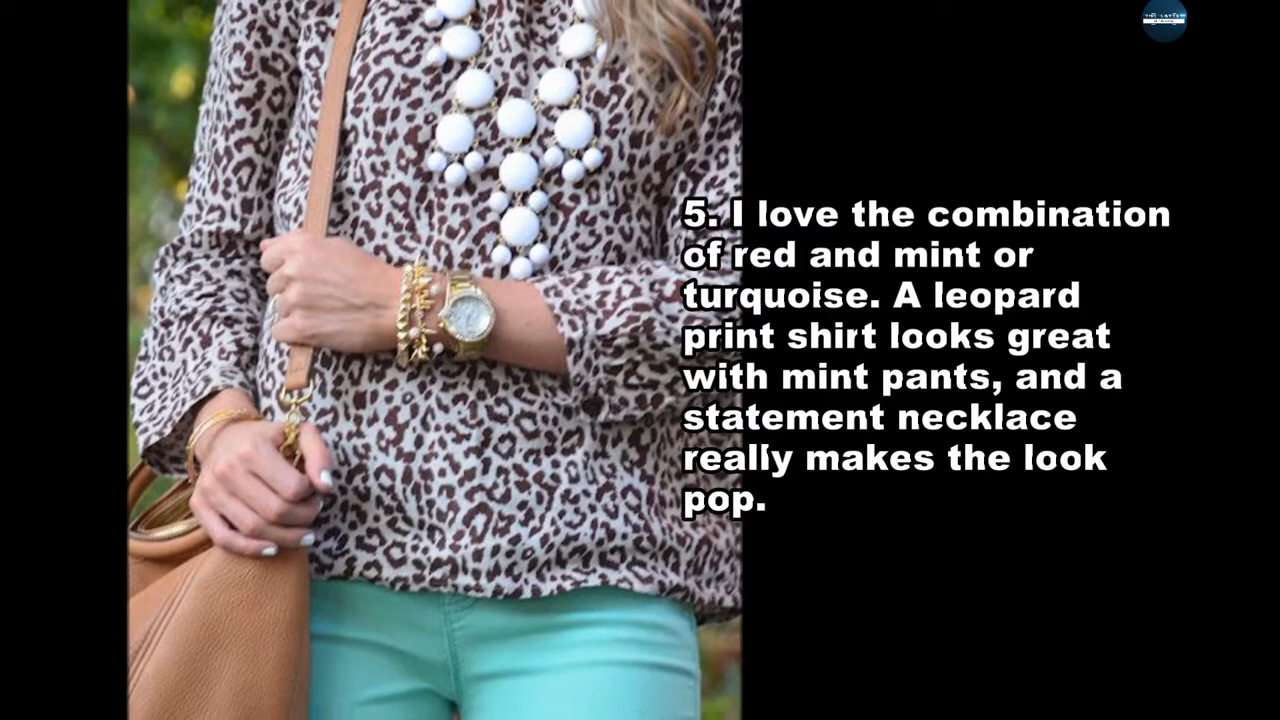 5. I love the combination
of red and mint or
turquoise. A leopard
print shirt looks great
with mint pants, and a
statement necklace
really makes the look
pop.